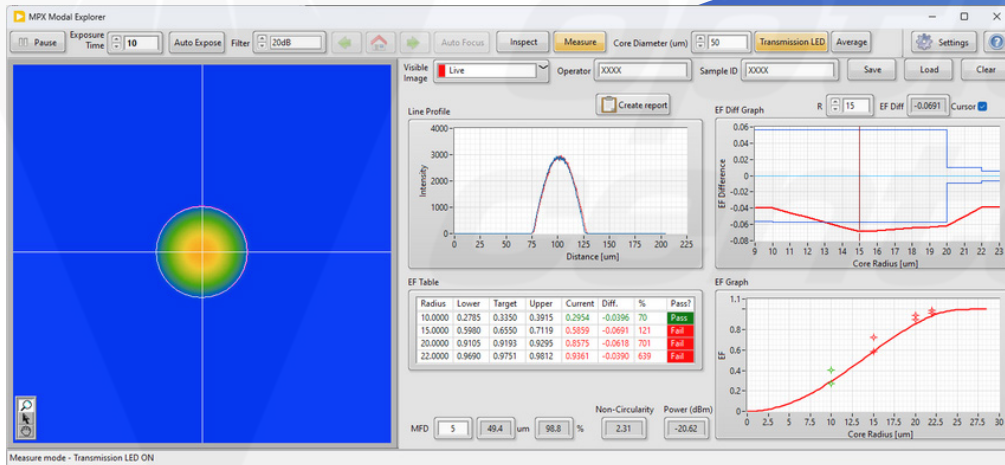 MPX Modal Explorer
Pause
Exposure Time
10
Auto Expose
Filter
20dB
Auto Focus
Inspect
Measure
Core Diameter (um)
50
Transmission LED
Average
Settings
Visible Image
Live
Operator
XXXX
Sample ID
XXXX
Save
Load
Clear
Create report
Line Profile
4000
3000
2000
1000
0
Intensity
0 25 50 75 100 125 150 175 200 225
Distance [um]
EF Diff Graph
R
15
EF Diff
-0.0691
Cursor
0.06
0.04
0.02
0
-0.02
-0.04
-0.06
-0.08
EF Difference
9 10 11 12 13 14 15 16 17 18 19 20 21 22 23
Core Radius [um]
EF Table
Radius Lower Target Upper Current Diff. % Pass?
10.0000 0.2785 0.3350 0.3915 0.2954 -0.0396 70 Pass
15.0000 0.5980 0.6550 0.7119 0.5859 -0.0691 121 Fail
20.0000 0.9105 0.9193 0.9295 0.8575 -0.0618 701 Fail
22.0000 0.9690 0.9751 0.9812 0.9361 -0.0390 639 Fail
EF Graph
1.1
0.8
0.6
0.4
0.2
0
EF
0 2.5 5 7.5 10 12.5 15 17.5 20 22.5 25 27.5 30
Core Radius [um]
MFD
5
49.4
um
98.8
%
Non-Circularity
2.31
Power (dBm)
-20.62
Measure mode - Transmission LED ON